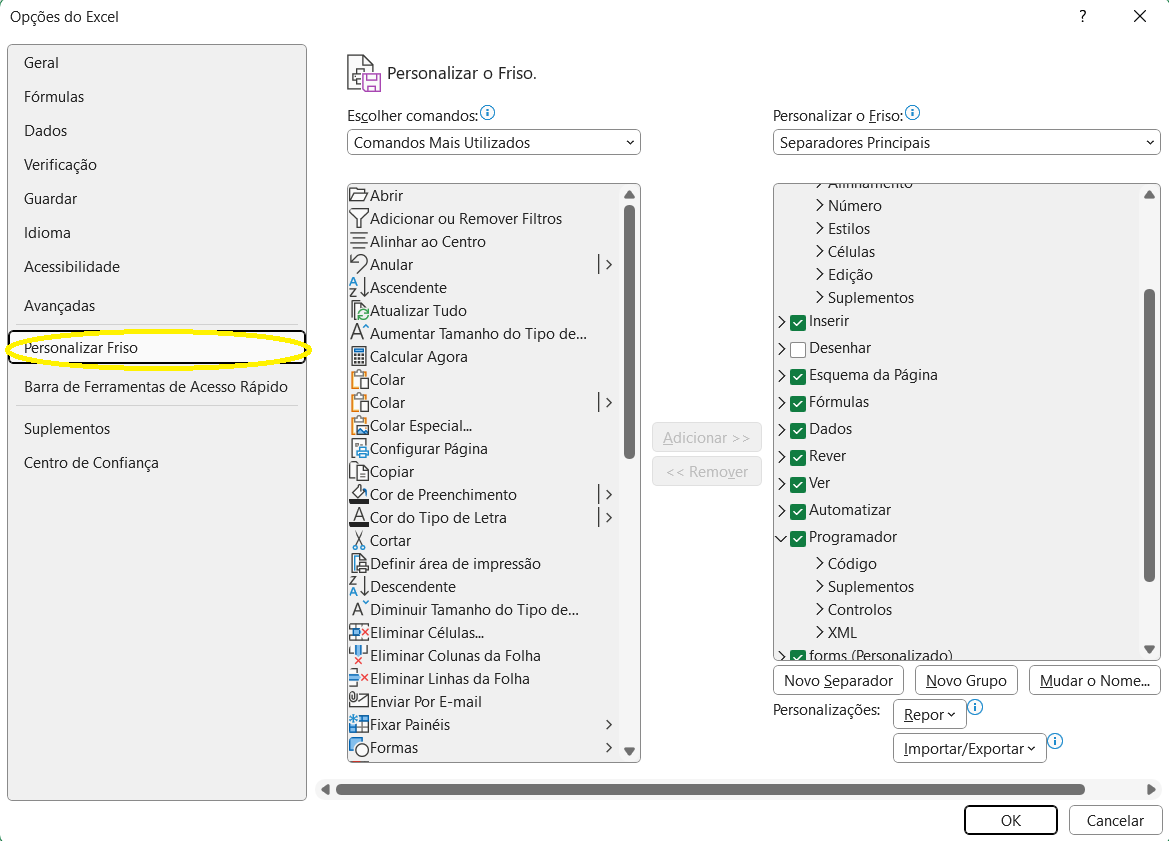 Opções do Excel
?
Geral
Fórmulas
Dados
Verificação
Guardar
Idioma
Acessibilidade
Avançadas
Personalizar Friso
Barra de Ferramentas de Acesso Rápido
Suplementos
Centro de Confiança
Personalizar o Friso.
Escolher comandos:
Comandos Mais Utilizados
Abrir
Adicionar ou Remover Filtros
Alinhar ao Centro
Anular
Ascendente
Atualizar Tudo
Aumentar Tamanho do Tipo de...
Calcular Agora
Colar
Colar
Colar Especial...
Configurar Página
Copiar
Cor de Preenchimento
Cor do Tipo de Letra
Cortar
Definir área de impressão
Descendente
Diminuir Tamanho do Tipo de...
Eliminar Células...
Eliminar Colunas da Folha
Eliminar Linhas da Folha
Enviar Por E-mail
Fixar Painéis
Formas
Adicionar >>
<< Remover
Personalizar o Friso:
Separadores Principais
Alinhamento
Número
Estilos
Células
Edição
Suplementos
Inserir
Desenhar
Esquema da Página
Fórmulas
Dados
Rever
Ver
Automatizar
Programador
Código
Suplementos
Controlos
XML
forms (Personalizado)
Novo Separador
Novo Grupo
Mudar o Nome...
Personalizações:
Repor
Importar/Exportar
OK
Cancelar